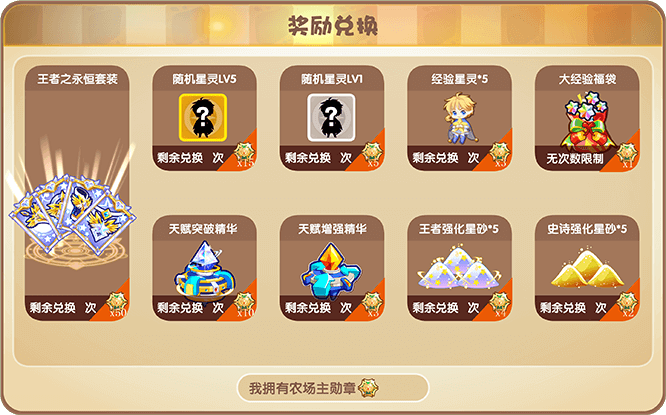 奖励兑换
王者之永恒套装
剩余兑换 次
x50
随机星灵LV5
?
剩余兑换 次
随机星灵LV1
?
剩余兑换 次
x5
经验星灵*5
剩余兑换 次
大经验福袋
无次数限制
x1
天赋突破精华
剩余兑换 次
x10
天赋增强精华
剩余兑换 次
王者强化星砂*5
剩余兑换 次
x4
史诗强化星砂*5
剩余兑换 次
x2
我拥有农场主勋章